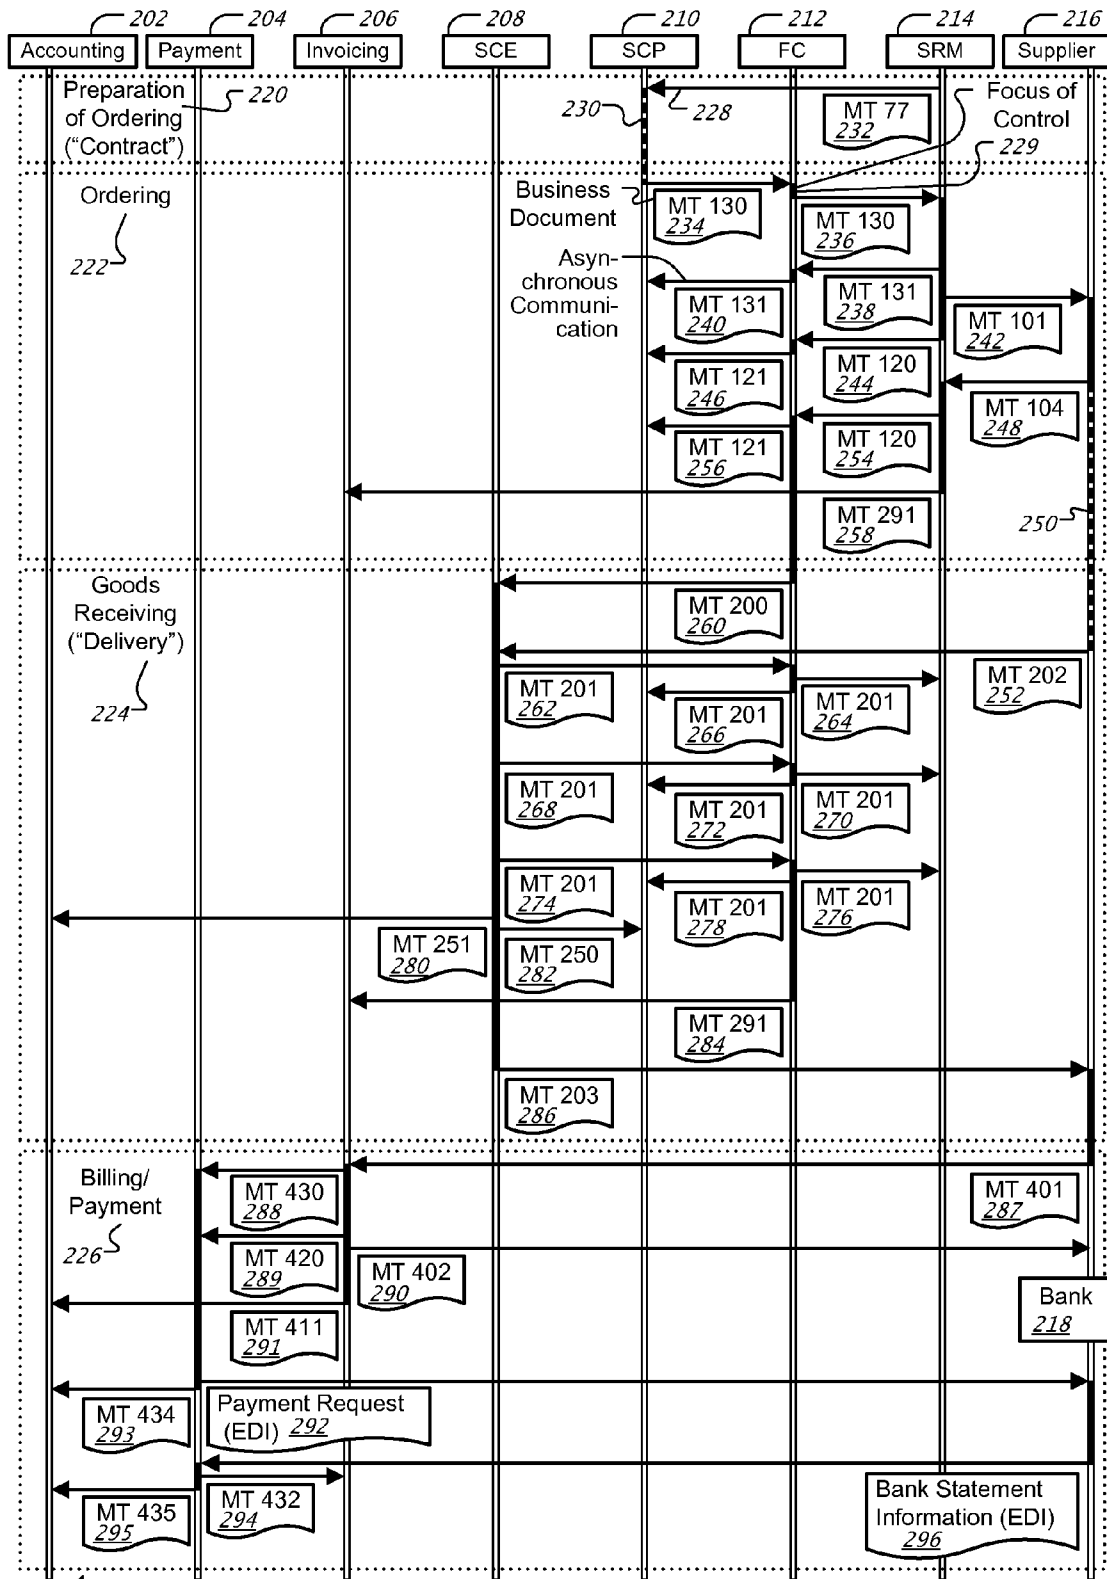 202 204 206 208 210 212 214 216
Accounting Payment Invoicing SCE SCP FC SRM Supplier
Preparation
of Ordering
("Contract")
220
230
228
MT 77
232
Focus of
Control
229
Ordering
222
Business
Document
MT 130
234
MT 130
236
Asyn-
chronous
Communi-
cation
MT 131
240
MT 131
238
MT 101
242
MT 121
246
MT 120
244
MT 104
248
MT 121
256
MT 120
254
MT 291
258
250
Goods
Receiving
("Delivery")
224
MT 200
260
MT 201
262
MT 201
266
MT 201
264
MT 202
252
MT 201
268
MT 201
272
MT 201
270
MT 201
274
MT 201
278
MT 201
276
MT 251
280
MT 250
282
MT 291
284
MT 203
286
Billing/
Payment
226
MT 430
288
MT 401
287
MT 420
289
MT 402
290
MT 411
291
Bank
218
MT 434
293
Payment Request
(EDI) 292
MT 435
295
MT 432
294
Bank Statement
Information (EDI)
296